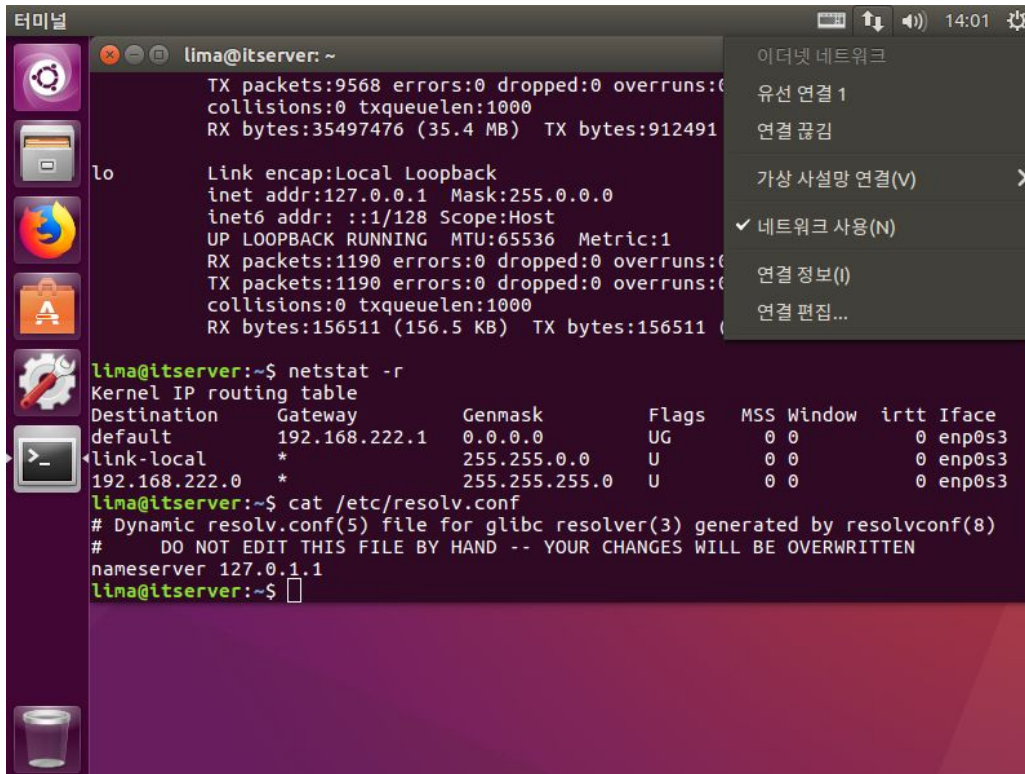 터미널
14:01
lima@itserver: ~
TX packets:9568 errors:0 dropped:0 overruns:
collisions:0 txqueuelen:1000
RX bytes:35497476 (35.4 MB)  TX bytes:912491
lo        Link encap:Local Loopback
inet addr:127.0.0.1  Mask:255.0.0.0
inet6 addr: ::1/128 Scope:Host
UP LOOPBACK RUNNING  MTU:65536  Metric:1
RX packets:1190 errors:0 dropped:0 overruns:
TX packets:1190 errors:0 dropped:0 overruns:
collisions:0 txqueuelen:1000
RX bytes:156511 (156.5 KB)  TX bytes:156511 (
lima@itserver:~$ netstat -r
Kernel IP routing table
Destination     Gateway         Genmask         Flags   MSS Window  irtt Iface
default         192.168.222.1   0.0.0.0         UG        0 0          0 enp0s3
link-local      *               255.255.0.0     U         0 0          0 enp0s3
192.168.222.0   *               255.255.255.0   U         0 0          0 enp0s3
lima@itserver:~$ cat /etc/resolv.conf
# Dynamic resolv.conf(5) file for glibc resolver(3) generated by resolvconf(8)
#     DO NOT EDIT THIS FILE BY HAND -- YOUR CHANGES WILL BE OVERWRITTEN
nameserver 127.0.1.1
lima@itserver:~$
이더넷 네트워크
유선 연결 1
연결 끊김
가상 사설망 연결(V)
✔ 네트워크 사용(N)
연결 정보(I)
연결 편집...